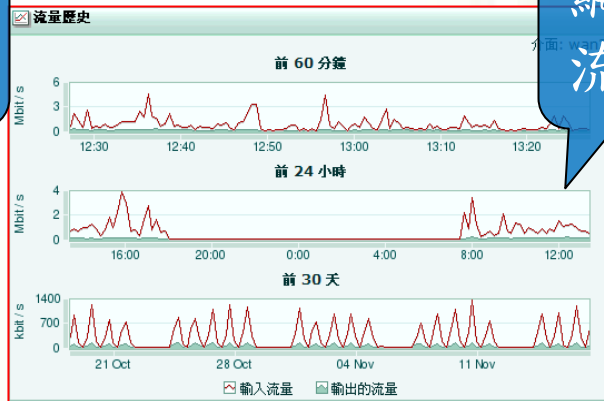 網
流量歷史
介面: wan
流
前 60 分鐘
Mbit / s
6
3
0
12:30 12:40 12:50 13:00 13:10 13:20
前 24 小時
Mbit / s
4
2
0
16:00 20:00 0:00 4:00 8:00 12:00
前 30 天
kbit / s
1400
700
0
21 Oct 28 Oct 04 Nov 11 Nov
輸入流量 輸出的流量